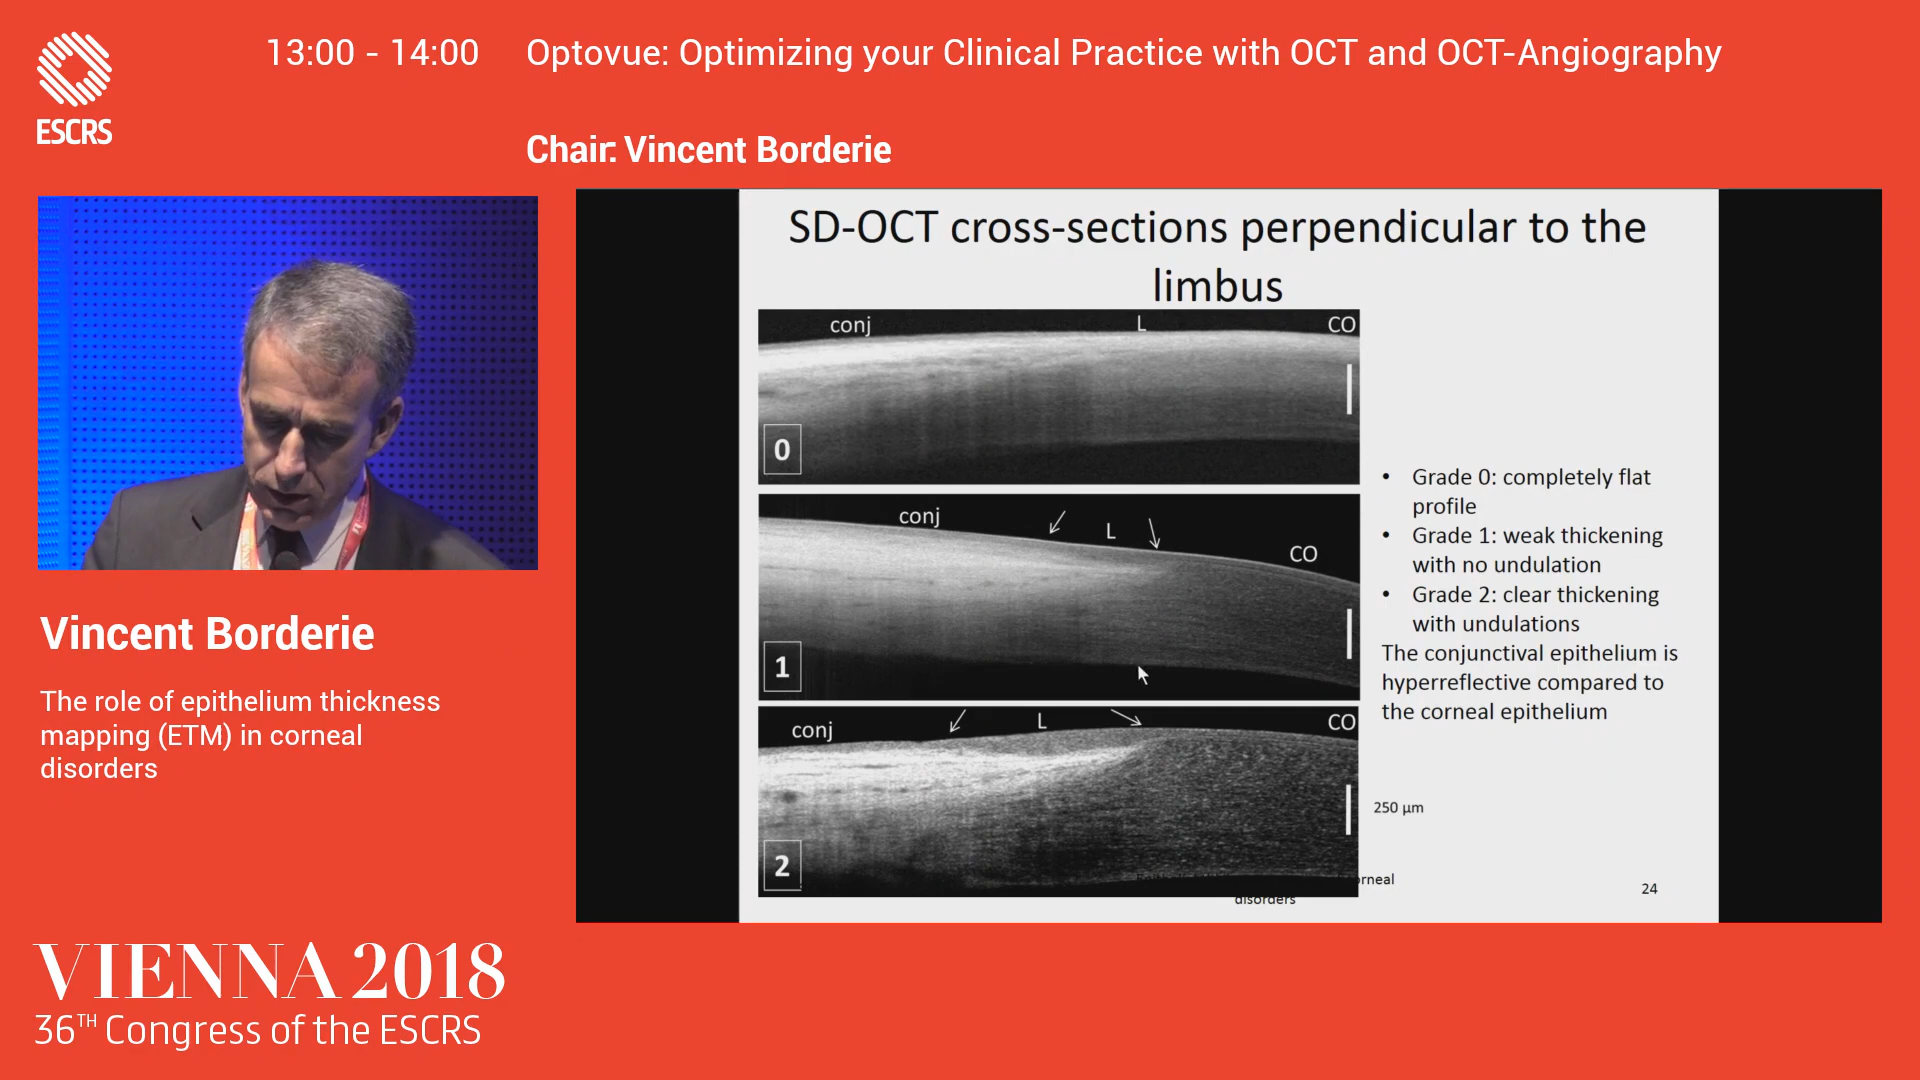 ESCRS
13:00 - 14:00 Optovue: Optimizing your Clinical Practice with OCT and OCT-Angiography
Chair: Vincent Borderie
SD-OCT cross-sections perpendicular to the
limbus
conj L CO
0
conj L CO
1
conj L CO
2
• Grade 0: completely flat
profile
• Grade 1: weak thickening
with no undulation
• Grade 2: clear thickening
with undulations
The conjunctival epithelium is
hyperreflective compared to
the corneal epithelium
250 µm
disorders
24
Vincent Borderie
The role of epithelium thickness
mapping (ETM) in corneal
disorders
VIENNA 2018
36TH Congress of the ESCRS